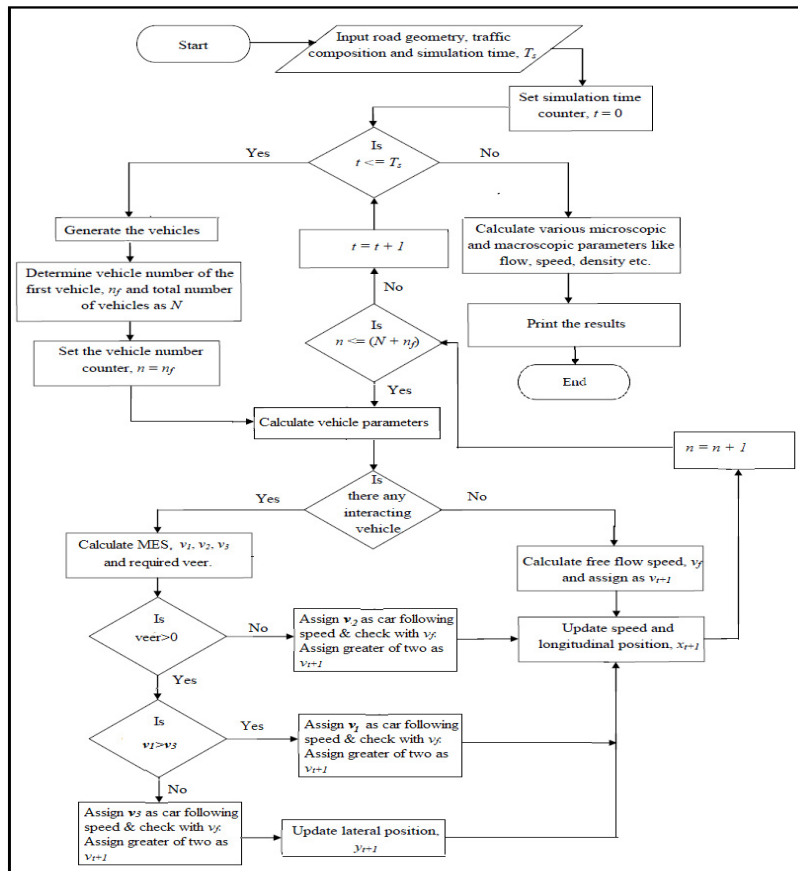 Start
Input road geometry, traffic
composition and simulation time, Ts
Set simulation time
counter, t = 0
Is
t <= Ts
Yes
No
Generate the vehicles
Determine vehicle number of the
first vehicle, nf and total number
of vehicles as N
Set the vehicle number
counter, n = nf
t = t + 1
No
Is
n <= (N + nf)
Yes
Calculate various microscopic
and macroscopic parameters like
flow, speed, density etc.
Print the results
End
Calculate vehicle parameters
n = n + 1
Is
there any
interacting
vehicle
Yes
No
Calculate MES, v1, v2, v3
and required veer.
Calculate free flow speed, vf
and assign as vt+1
Is
veer>0
No
Assign v2 as car following
speed & check with vf.
Assign greater of two as
vt+1
Update speed and
longitudinal position, xt+1
Yes
Is
v1>v3
Yes
Assign v1 as car following
speed & check with vf.
Assign greater of two as
vt+1
No
Assign v3 as car following
speed & check with vf.
Assign greater of two as
vt+1
Update lateral position,
yt+1